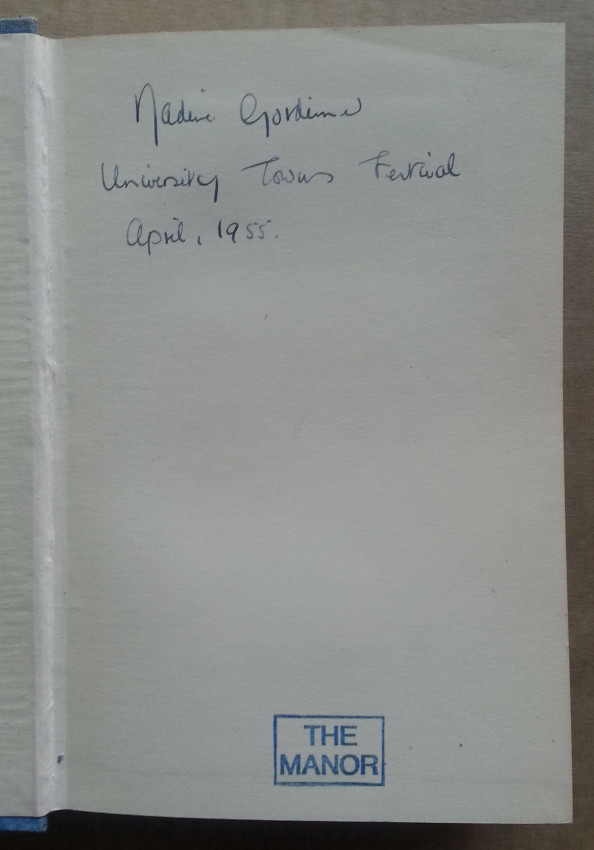 Nadine Gordimer
University Towns Festival
April, 1955.
THE
MANOR